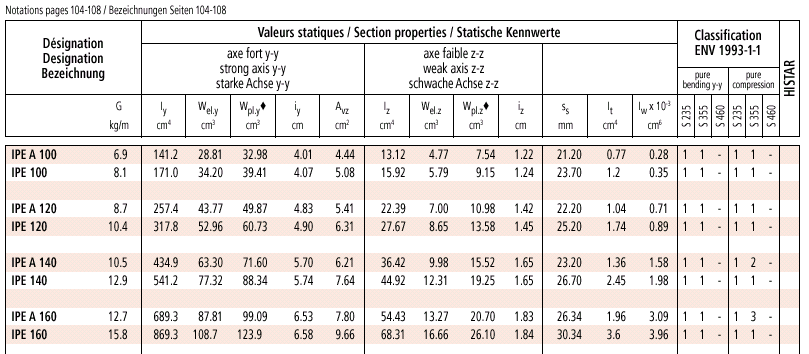 Notations pages 104-108 / Bezeichnungen Seiten 104-108
Désignation
Designation
Bezeichnung
Valeurs statiques / Section properties / Statische Kennwerte
Classification
ENV 1993-1-1
HISTAR
axe fort y-y
strong axis y-y
starke Achse y-y
axe faible z-z
weak axis z-z
schwache Achse z-z
pure bending y-y
pure compression
G Iy Wel.y Wpl.y♦ iy Avz Iz Wel.z Wpl.z♦ iz ss It Iw x 10-3 S 235 S 355 S 460 S 235 S 355 S 460
kg/m cm4 cm3 cm3 cm cm2 cm4 cm3 cm3 cm mm cm4 cm6
IPE A 100 6.9 141.2 28.81 32.98 4.01 4.44 13.12 4.77 7.54 1.22 21.20 0.77 0.28 1 1 - 1 1 -
IPE 100 8.1 171.0 34.20 39.41 4.07 5.08 15.92 5.79 9.15 1.24 23.70 1.2 0.35 1 1 - 1 1 -
IPE A 120 8.7 257.4 43.77 49.87 4.83 5.41 22.39 7.00 10.98 1.42 22.20 1.04 0.71 1 1 - 1 1 -
IPE 120 10.4 317.8 52.96 60.73 4.90 6.31 27.67 8.65 13.58 1.45 25.20 1.74 0.89 1 1 - 1 1 -
IPE A 140 10.5 434.9 63.30 71.60 5.70 6.21 36.42 9.98 15.52 1.65 23.20 1.36 1.58 1 1 - 1 2 -
IPE 140 12.9 541.2 77.32 88.34 5.74 7.64 44.92 12.31 19.25 1.65 26.70 2.45 1.98 1 1 - 1 1 -
IPE A 160 12.7 689.3 87.81 99.09 6.53 7.80 54.43 13.27 20.70 1.83 26.34 1.96 3.09 1 1 - 1 3 -
IPE 160 15.8 869.3 108.7 123.9 6.58 9.66 68.31 16.66 26.10 1.84 30.34 3.6 3.96 1 1 - 1 1 -